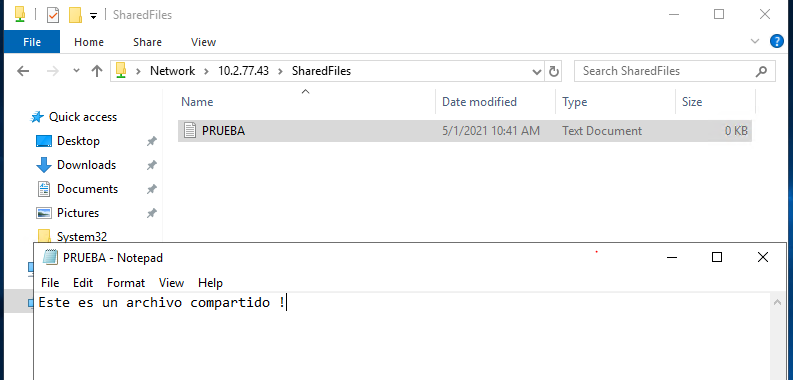 SharedFiles
File Home Share View
Network 10.2.77.43 SharedFiles Search SharedFiles
Name Date modified Type Size
Quick access
PRUEBA 5/1/2021 10:41 AM Text Document 0 KB
Desktop
Downloads
Documents
Pictures
System32
PRUEBA - Notepad
File Edit Format View Help
Este es un archivo compartido !